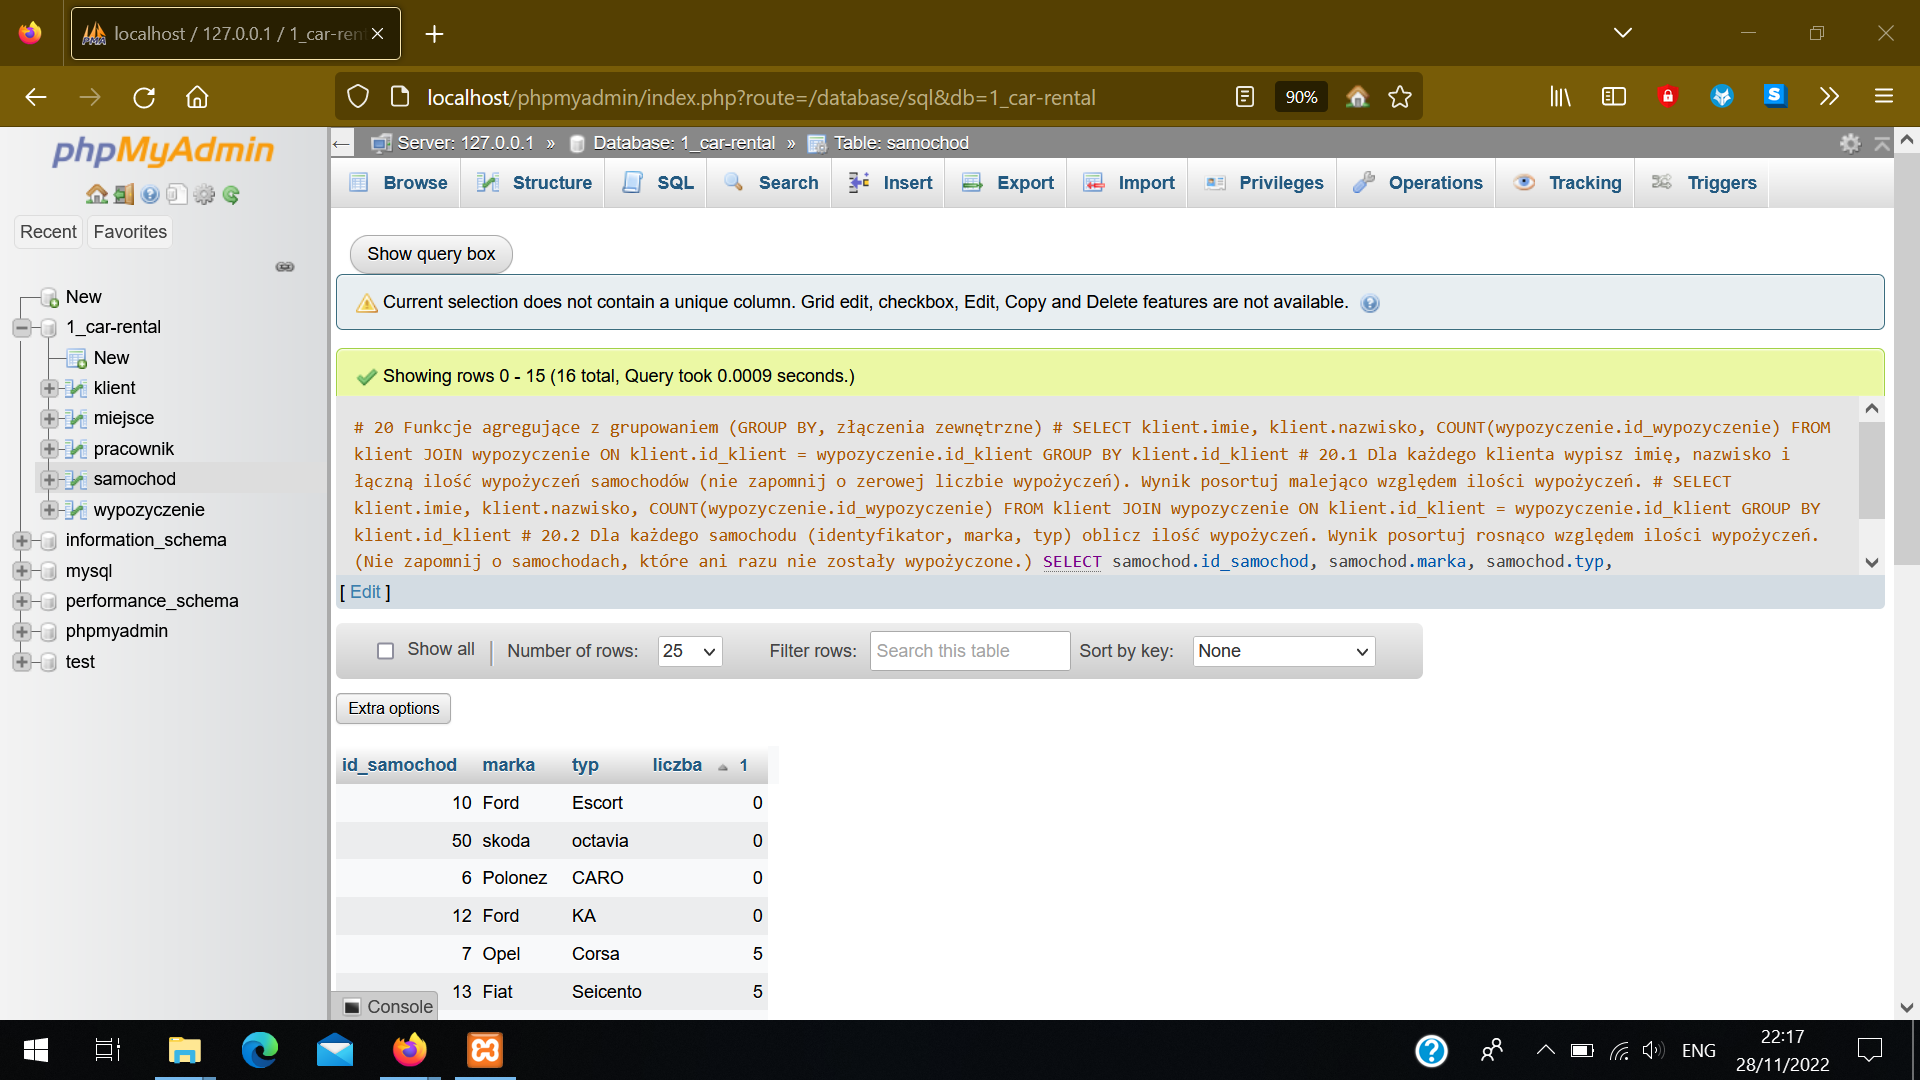 localhost / 127.0.0.1 / 1_car-ren
localhost/phpmyadmin/index.php?route=/database/sql&db=1_car-rental
90%
phpMyAdmin
Recent
Favorites
New
1_car-rental
New
klient
miejsce
pracownik
samochod
wypozyczenie
information_schema
mysql
performance_schema
phpmyadmin
test
Server: 127.0.0.1 » Database: 1_car-rental » Table: samochod
Browse Structure SQL Search Insert Export Import Privileges Operations Tracking Triggers
Show query box
Current selection does not contain a unique column. Grid edit, checkbox, Edit, Copy and Delete features are not available.
Showing rows 0 - 15 (16 total, Query took 0.0009 seconds.)
# 20 Funkcje agregujące z grupowaniem (GROUP BY, złączenia zewnętrzne) # SELECT klient.imie, klient.nazwisko, COUNT(wypozyczenie.id_wypozyczenie) FROM
klient JOIN wypozyczenie ON klient.id_klient = wypozyczenie.id_klient GROUP BY klient.id_klient # 20.1 Dla każdego klienta wypisz imię, nazwisko i
łączną ilość wypożyczeń samochodów (nie zapomnij o zerowej liczbie wypożyczeń). Wynik posortuj malejąco względem ilości wypożyczeń. # SELECT
klient.imie, klient.nazwisko, COUNT(wypozyczenie.id_wypozyczenie) FROM klient JOIN wypozyczenie ON klient.id_klient = wypozyczenie.id_klient GROUP BY
klient.id_klient # 20.2 Dla każdego samochodu (identyfikator, marka, typ) oblicz ilość wypożyczeń. Wynik posortuj rosnąco względem ilości wypożyczeń.
(Nie zapomnij o samochodach, które ani razu nie zostały wypożyczone.) SELECT samochod.id_samochod, samochod.marka, samochod.typ,
[ Edit ]
Show all | Number of rows: 25 Filter rows: Search this table Sort by key: None
Extra options
id_samochod marka typ liczba 1
10 Ford Escort 0
50 skoda octavia 0
6 Polonez CARO 0
12 Ford KA 0
7 Opel Corsa 5
13 Fiat Seicento 5
Console
ENG
22:17
28/11/2022